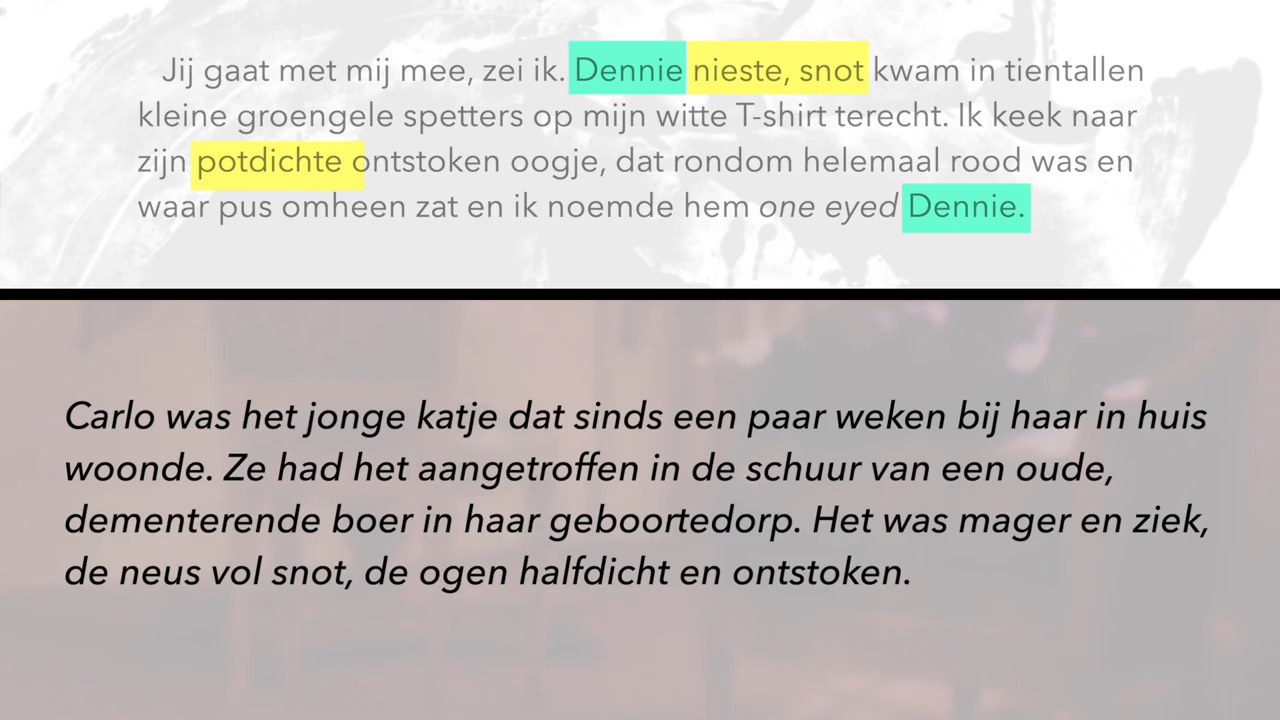 Jij gaat met mij mee, zei ik. Dennie nieste, snot kwam in tientallen
kleine groengele spetters op mijn witte T-shirt terecht. Ik keek naar
zijn potdichte ontstoken oogje, dat rondom helemaal rood was en
waar pus omheen zat en ik noemde hem one eyed Dennie.
Carlo was het jonge katje dat sinds een paar weken bij haar in huis
woonde. Ze had het aangetroffen in de schuur van een oude,
dementerende boer in haar geboortedorp. Het was mager en ziek,
de neus vol snot, de ogen halfdicht en ontstoken.